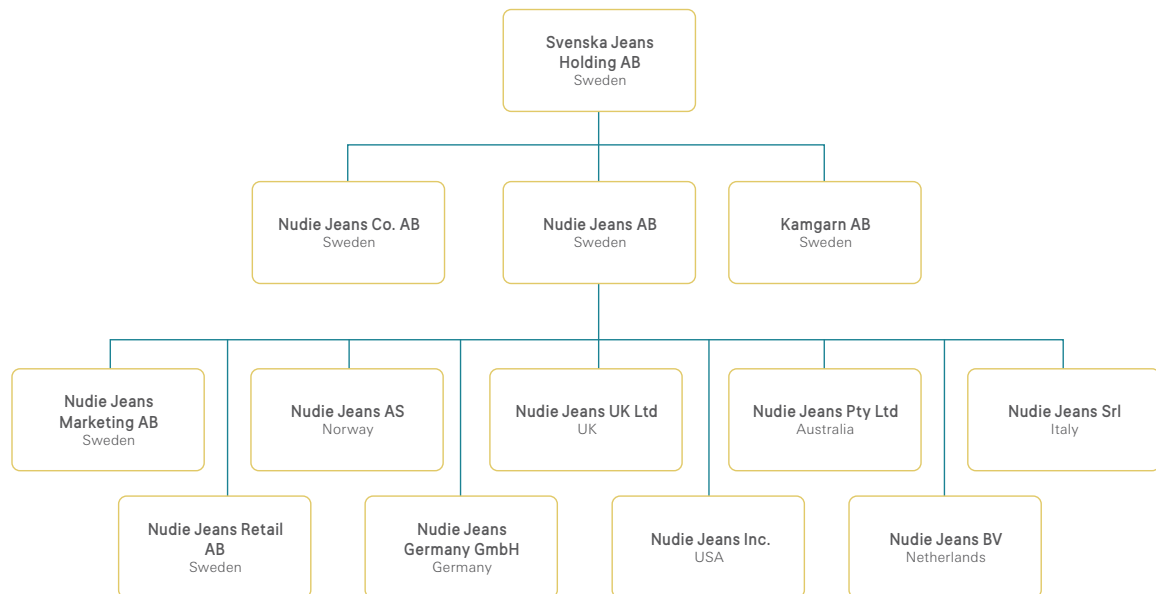 Svenska Jeans
Holding AB
Sweden
Nudie Jeans Co. AB
Sweden
Nudie Jeans AB
Sweden
Kamgarn AB
Sweden
Nudie Jeans
Marketing AB
Sweden
Nudie Jeans AS
Norway
Nudie Jeans UK Ltd
UK
Nudie Jeans Pty Ltd
Australia
Nudie Jeans Srl
Italy
Nudie Jeans Retail
AB
Sweden
Nudie Jeans
Germany GmbH
Germany
Nudie Jeans Inc.
USA
Nudie Jeans BV
Netherlands